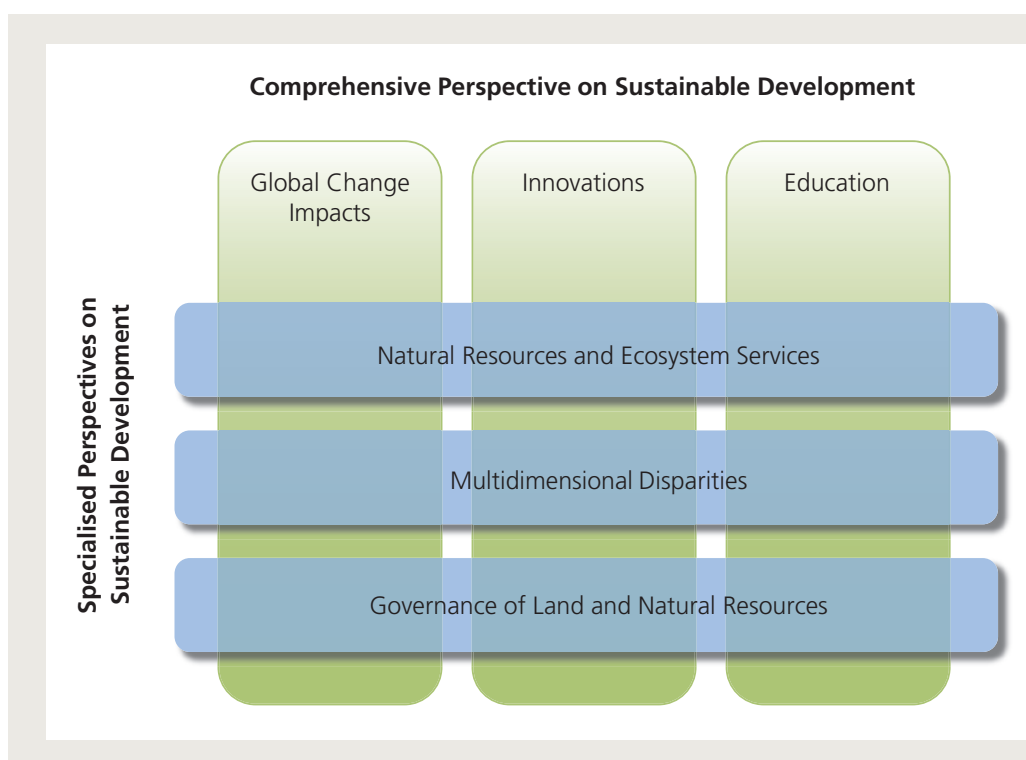 Comprehensive Perspective on Sustainable Development
Global Change
Impacts
Innovations
Education
Specialised Perspectives on
Sustainable Development
Natural Resources and Ecosystem Services
Multidimensional Disparities
Governance of Land and Natural Resources